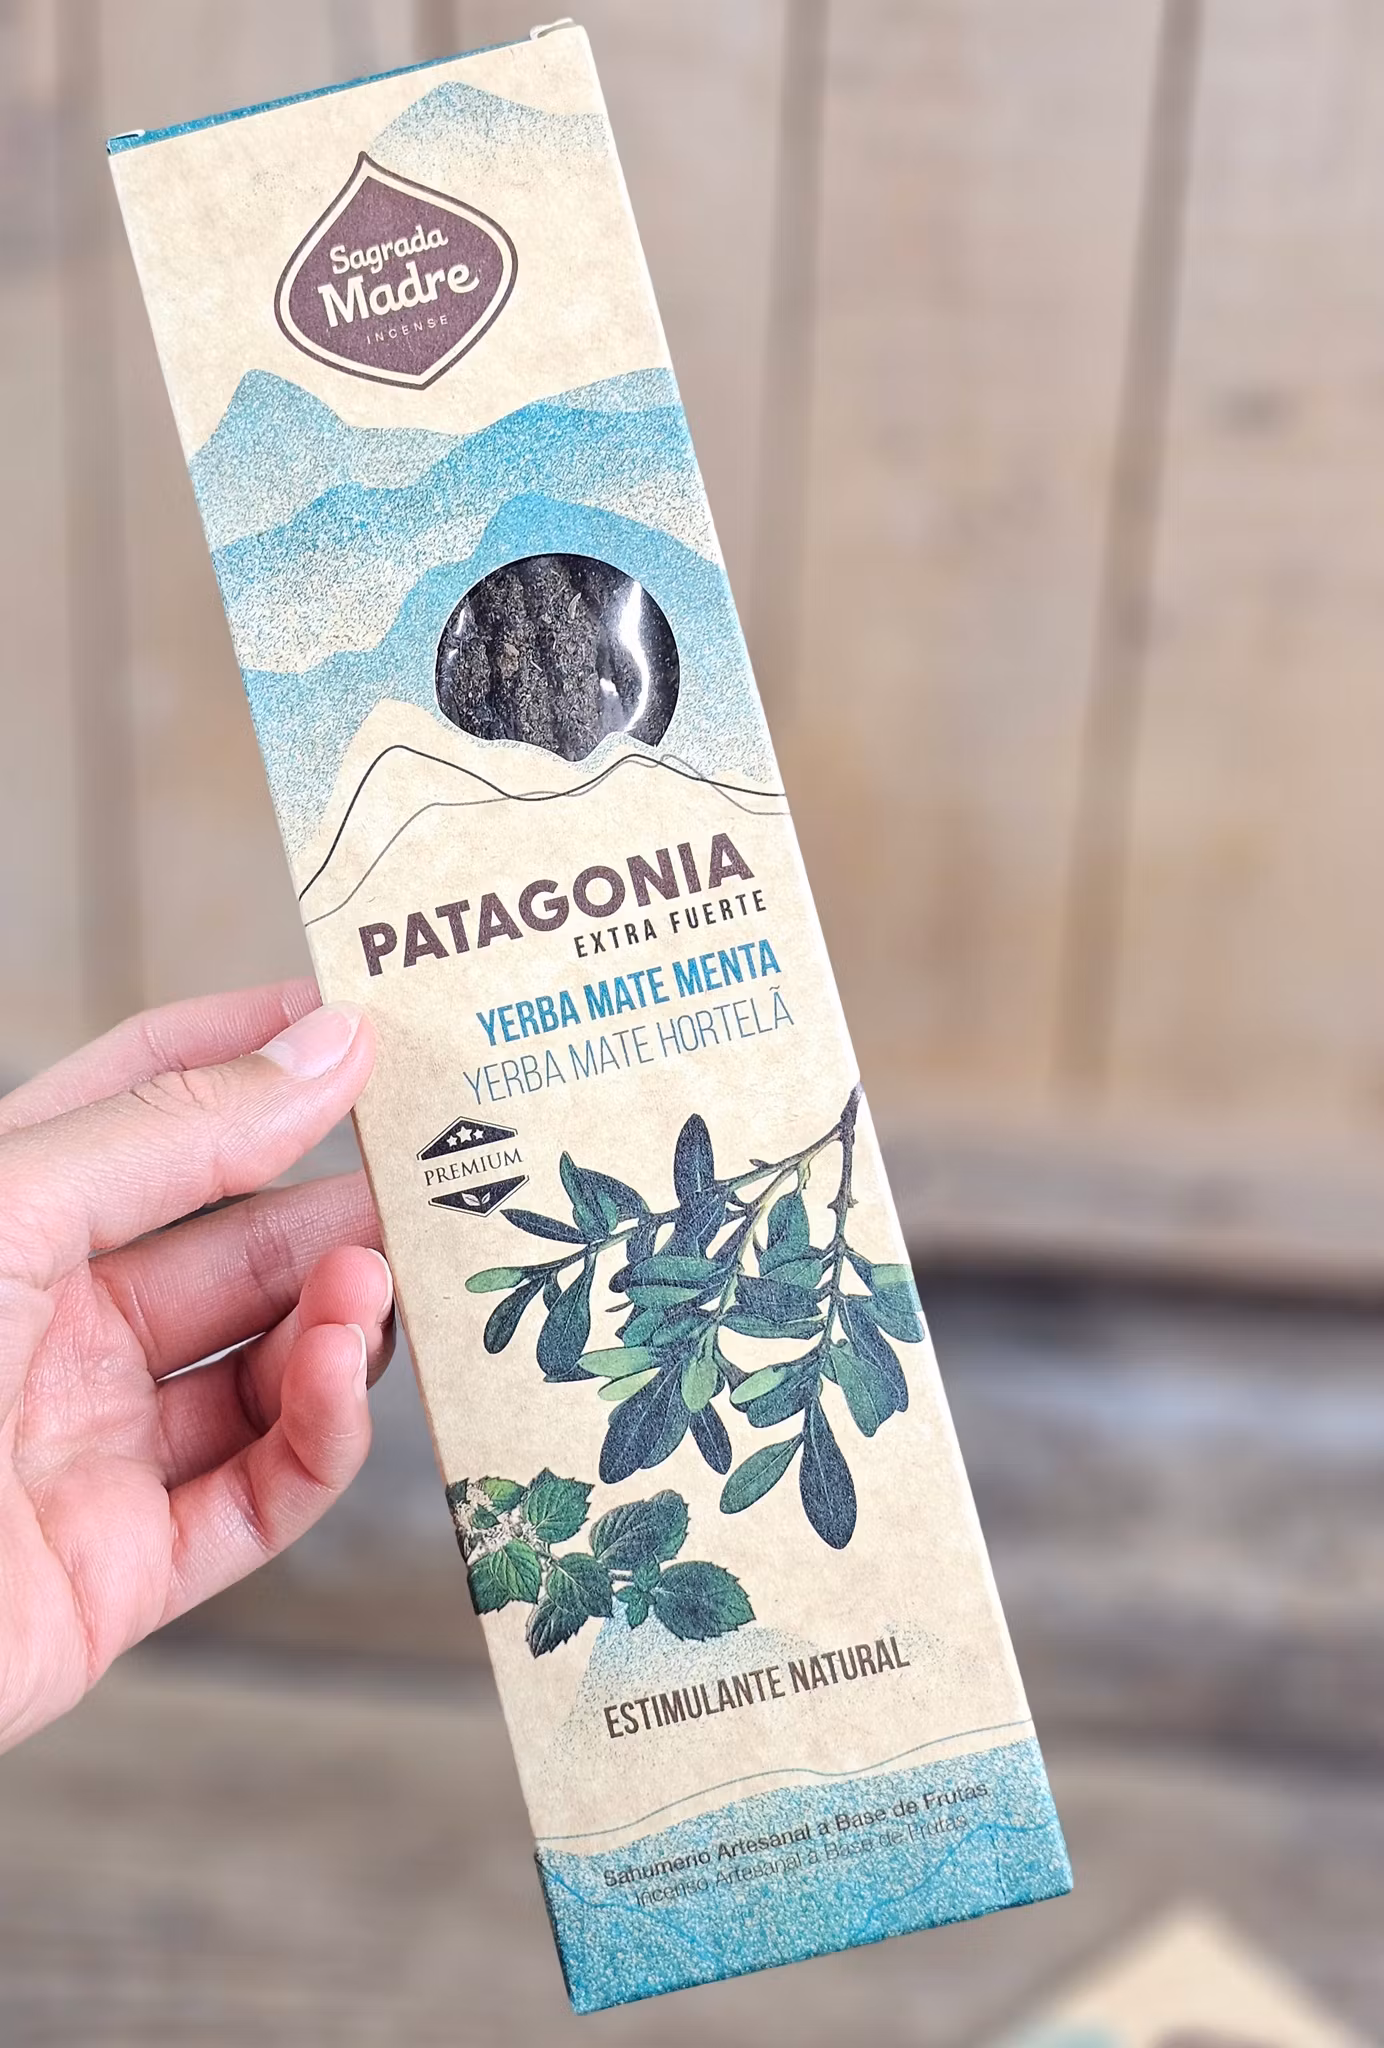 Sagrada
Madre
INCENSE
PATAGONIA
EXTRA FUERTE
YERBA MATE MENTA
YERBA MATE HORTELÃ
PREMIUM
ESTIMULANTE NATURAL
Sahumerio Artesanal a Base de Frutas
Incenso Artesanal à Base de Frutas